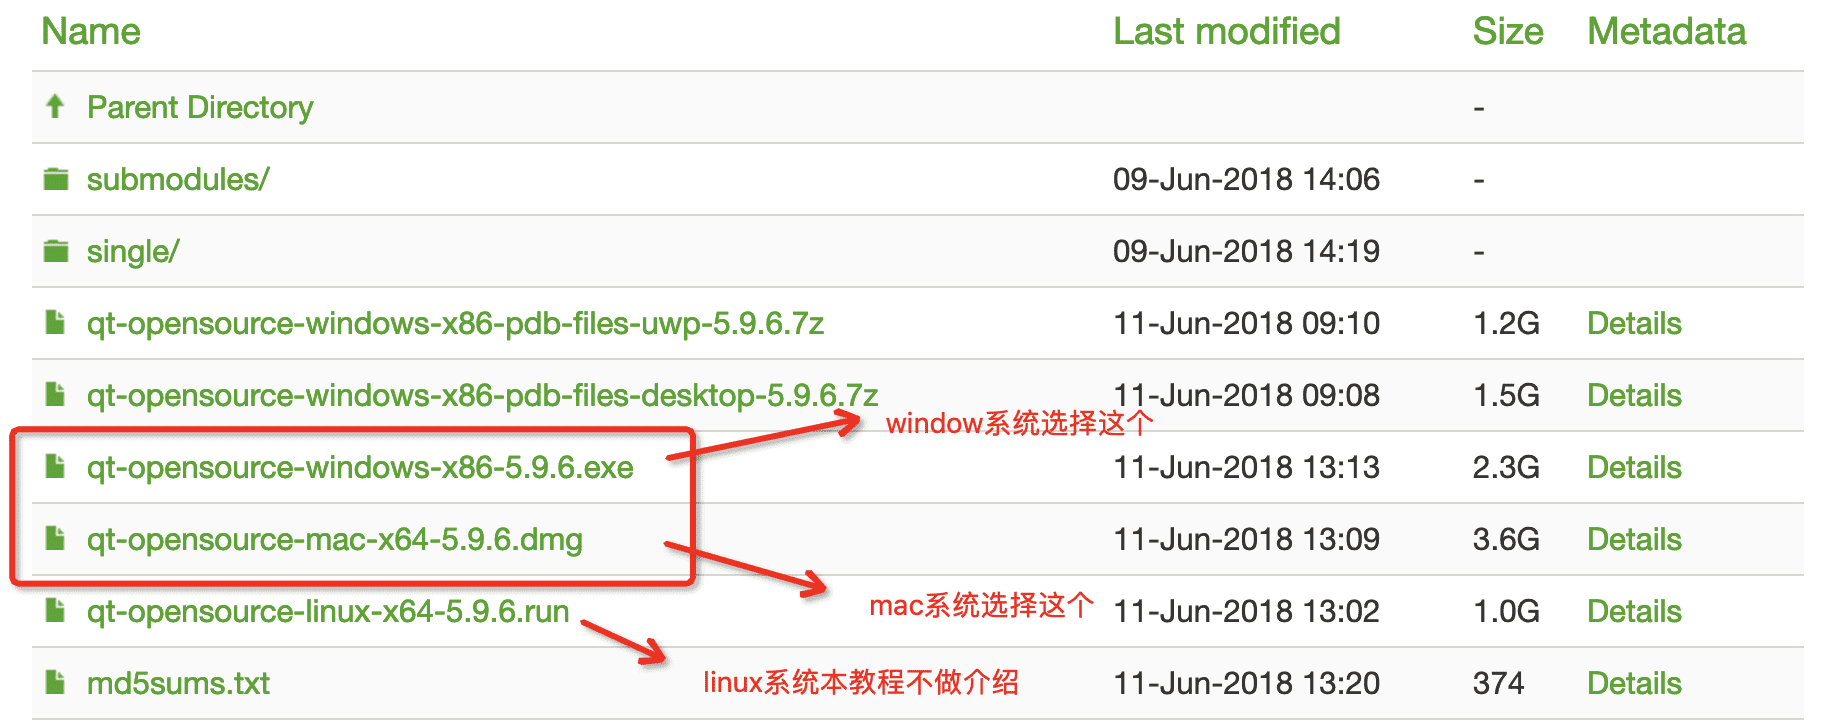 Name Last modified Size Metadata
Parent Directory -
submodules/ 09-Jun-2018 14:06 -
single/ 09-Jun-2018 14:19 -
qt-opensource-windows-x86-pdb-files-uwp-5.9.6.7z 11-Jun-2018 09:10 1.2G Details
qt-opensource-windows-x86-pdb-files-desktop-5.9.6.7z 11-Jun-2018 09:08 1.5G Details
window系统选择这个
qt-opensource-windows-x86-5.9.6.exe 11-Jun-2018 13:13 2.3G Details
qt-opensource-mac-x64-5.9.6.dmg 11-Jun-2018 13:09 3.6G Details
mac系统选择这个
qt-opensource-linux-x64-5.9.6.run 11-Jun-2018 13:02 1.0G Details
linux系统本教程不做介绍
md5sums.txt 11-Jun-2018 13:20 374 Details